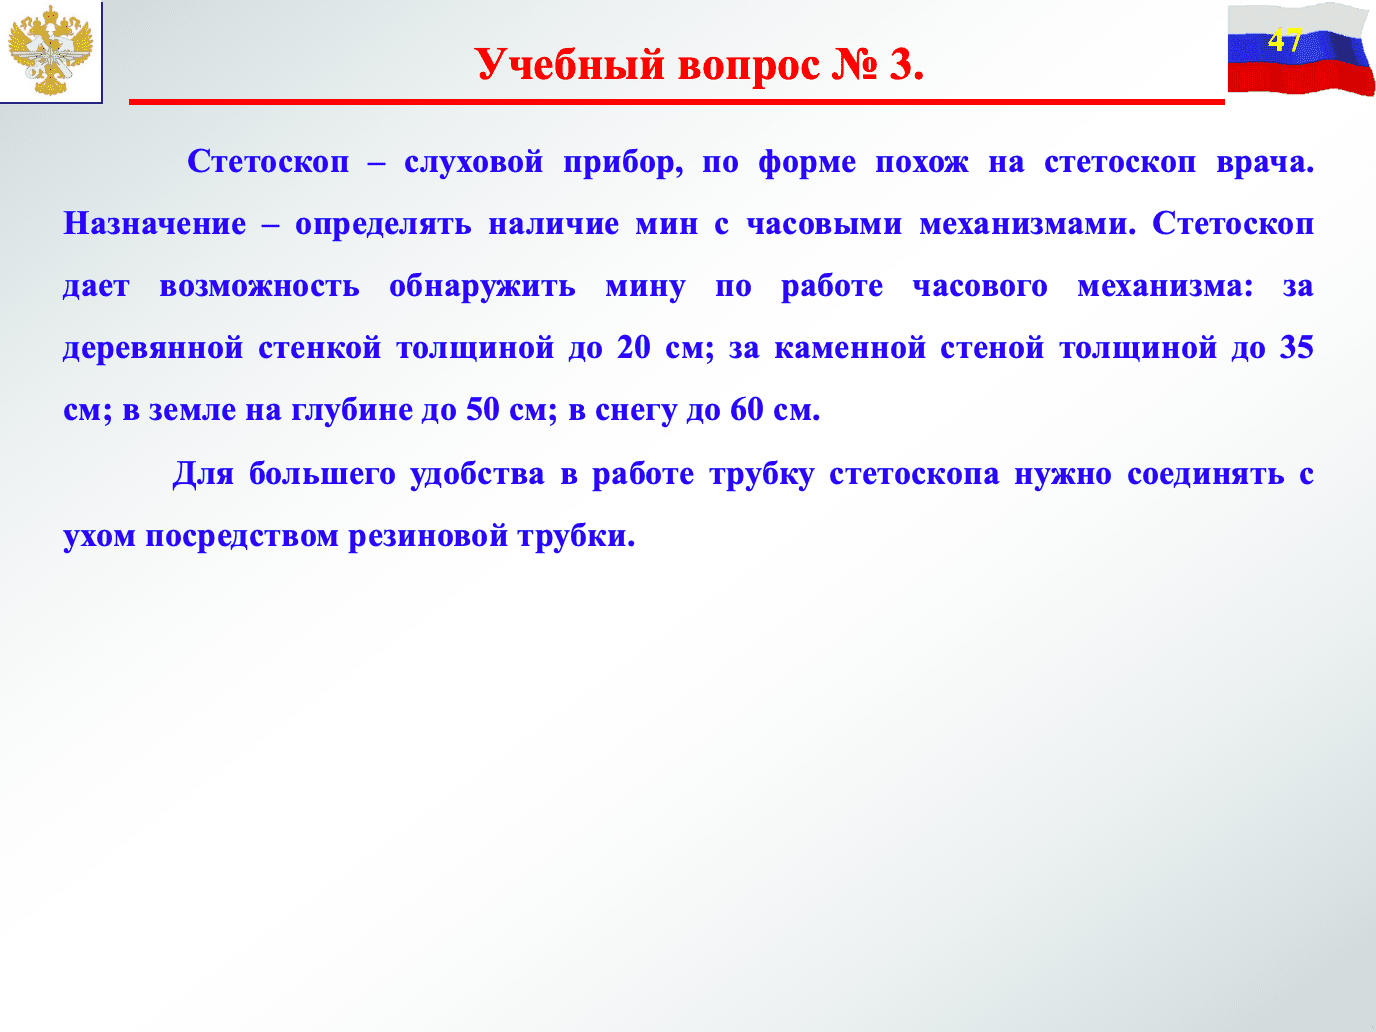 47
Учебный вопрос № 3.
Стетоскоп – слуховой прибор, по форме похож на стетоскоп врача.
Назначение – определять наличие мин с часовыми механизмами. Стетоскоп
дает возможность обнаружить мину по работе часового механизма: за
деревянной стенкой толщиной до 20 см; за каменной стеной толщиной до 35
см; в земле на глубине до 50 см; в снегу до 60 см.
Для большего удобства в работе трубку стетоскопа нужно соединять с
ухом посредством резиновой трубки.